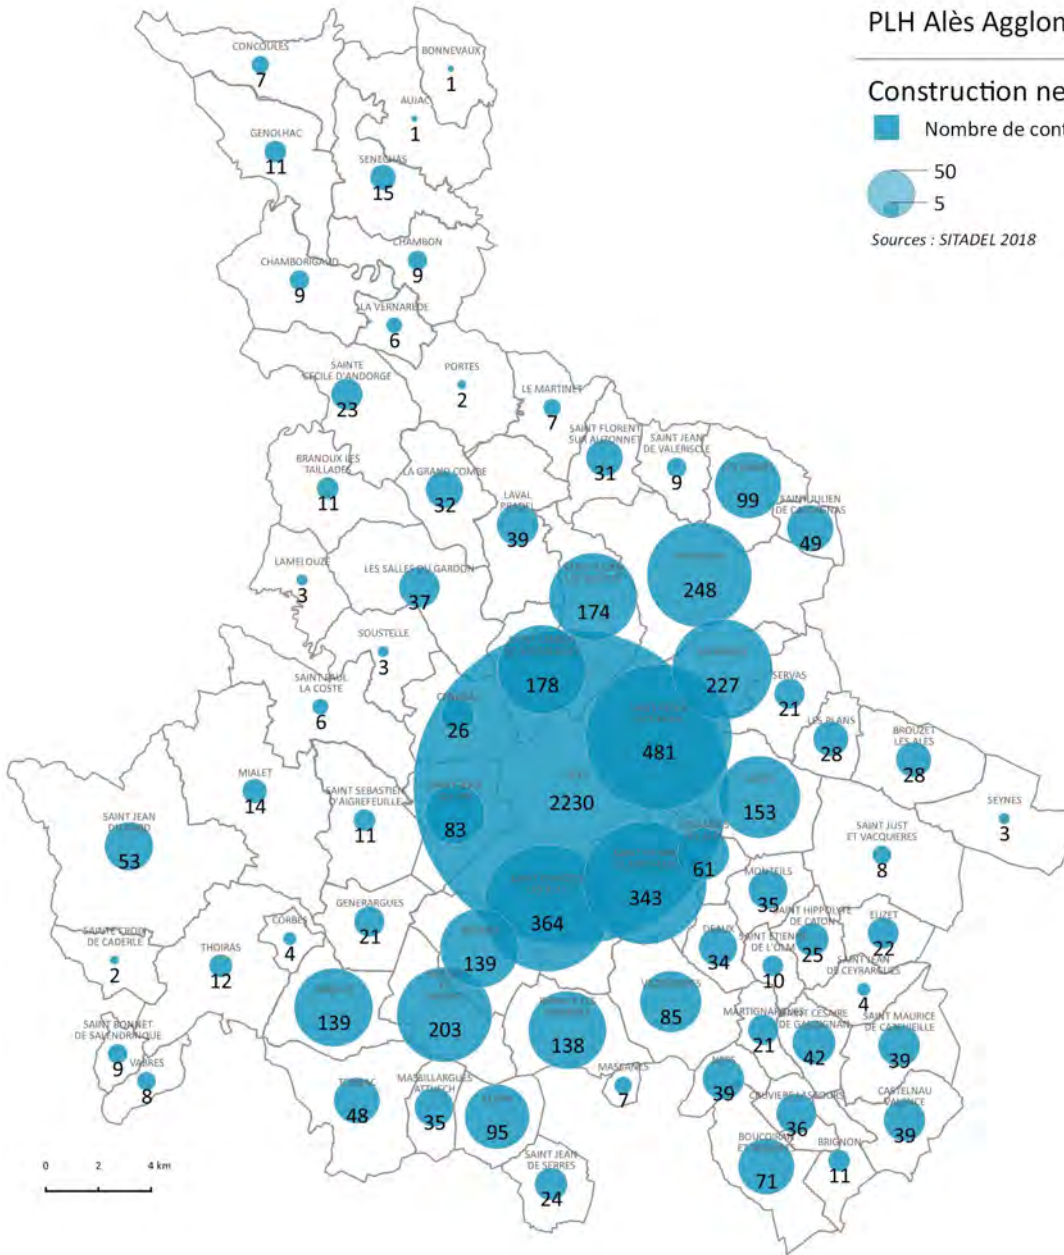 PLH Alès Agglon
Construction ne
Nombre de con
50
5
Sources : SITADEL 2018
CONCOULES
7
BONNEVAUX
1
AUJAC
1
GENOLHAC
11
SENECHAS
15
CHAMBON
9
CHAMBORIGAUD
9
LA VERNAREDE
6
SAINTE
CECILE D'ANDORGE
23
PORTES
2
LE MARTINET
7
SAINT FLORENT
SUR AUZONNET
31
SAINT JEAN
DE VALERISCLE
9
99
SAINT JULIEN
DE CASSAGNAS
49
BRANOUX LES
TAILLADES
11
LA GRAND COMBE
32
LAVAL
PRADEL
39
248
174
LAMELOUZE
3
LES SALLES DU GARDON
37
SOUSTELLE
3
178
227
SERVAS
21
SAINT PAUL
LA COSTE
6
26
481
LES PLANS
28
BROUZET
LES ALES
28
MIALET
14
SAINT SEBASTIEN
D'AIGREFEUILLE
11
83
2230
153
SEYNES
3
SAINT JEAN
DU GARD
53
SAINT JUST
ET VACQUIERES
8
61
343
364
MONTEILS
35
GENERARGUES
21
CORBES
4
SAINTE CROIX
DE CADERLE
2
THOIRAS
12
139
DEAUX
34
SAINT HIPPOLYTE
DE CATON
25
EUZET
22
SAINT ETIENNE
DE L'OLM
10
SAINT JEAN
DE CEYRARGUES
4
139
203
138
85
MARTIGNARGUES
21
SAINT CESAIRE
DE GAUZIGNAN
42
SAINT MAURICE
DE CAZEVIEILLE
39
SAINT BONNET
DE SALENDRINQUE
9
VABRES
8
TORNAC
48
MASSILLARGUES
ATTUECH
35
95
MASSANES
7
NERS
39
CRUVIERS LASCOURS
36
CASTELNAU
VALENCE
39
BOUCOIRAN
ET NOZIERES
71
BRIGNON
11
SAINT JEAN
DE SERRES
24
0 2 4 km